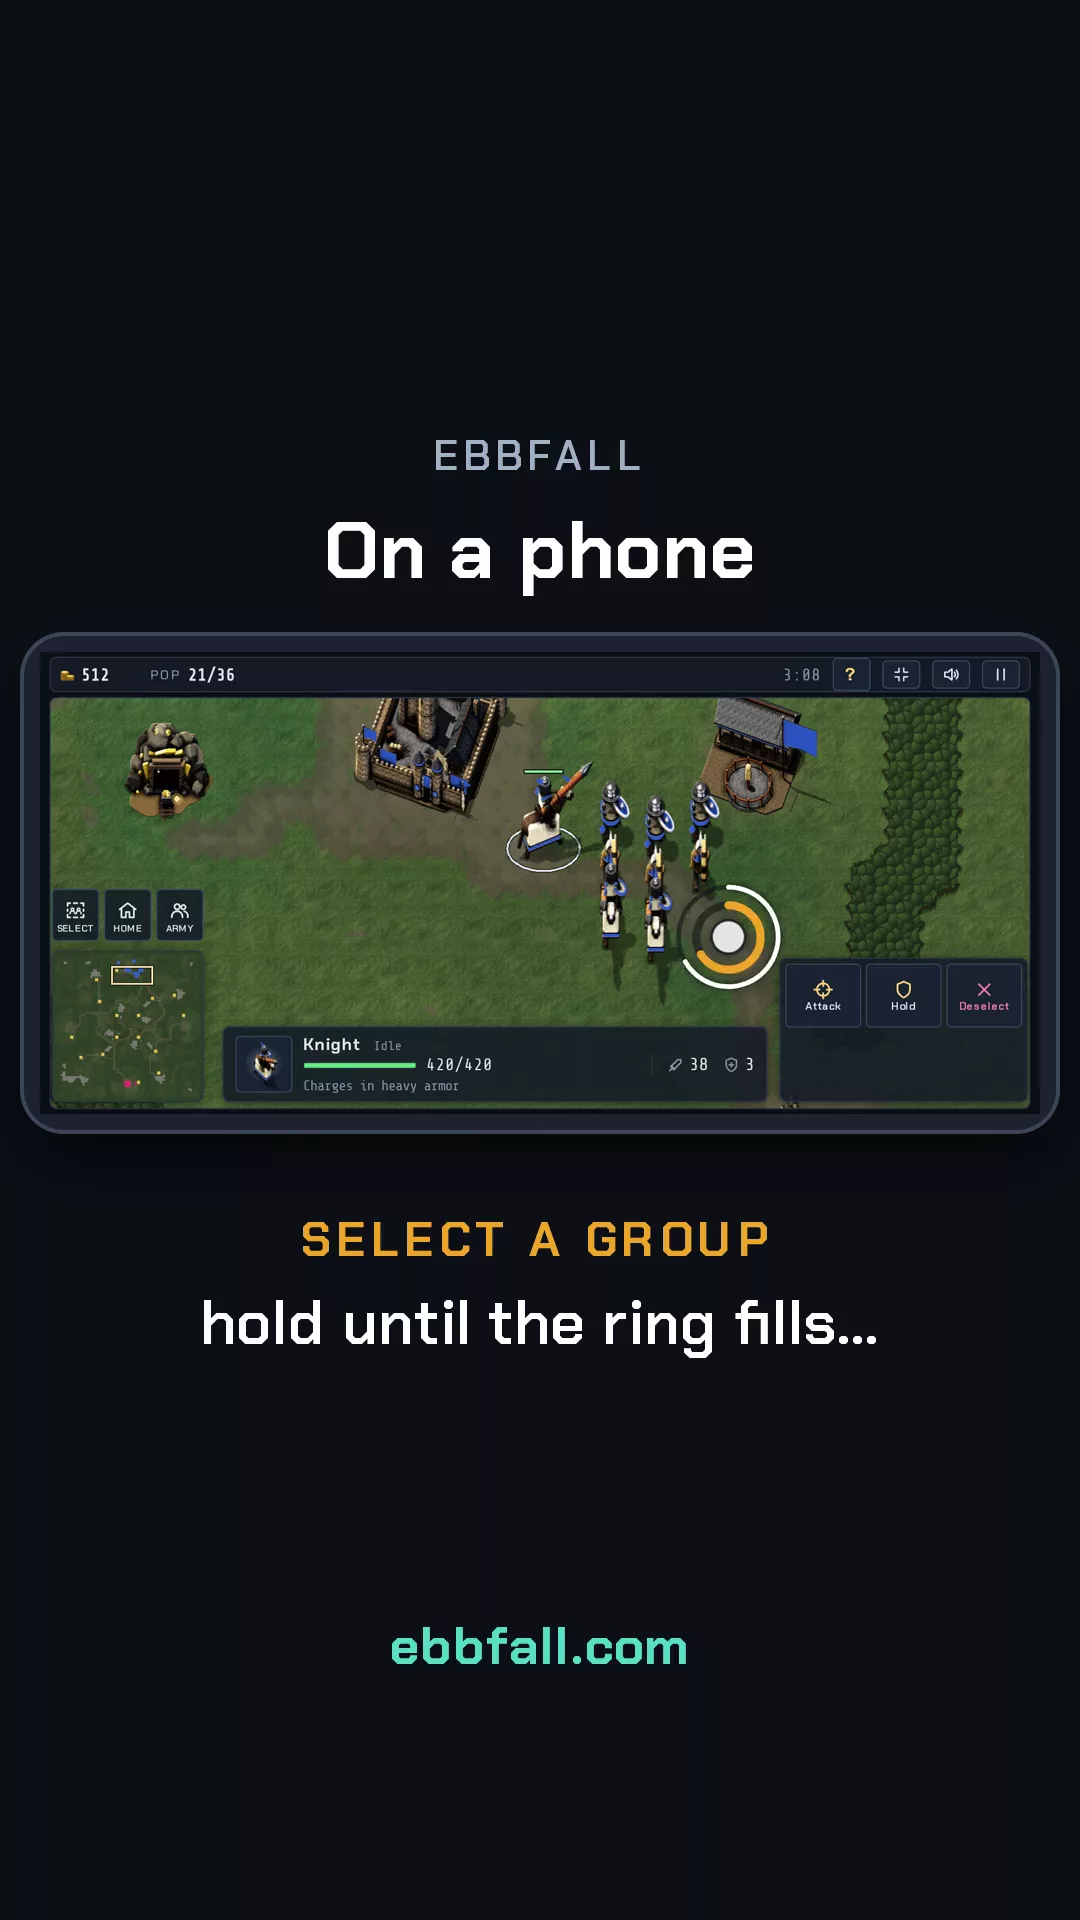 EBBFALL
On a phone
512 POP 21/36 3:08 ?
SELECT HOME ARMY
Attack Hold Deselect
Knight Idle
420/420 38 3
Charges in heavy armor
SELECT A GROUP
hold until the ring fills...
ebbfall.com